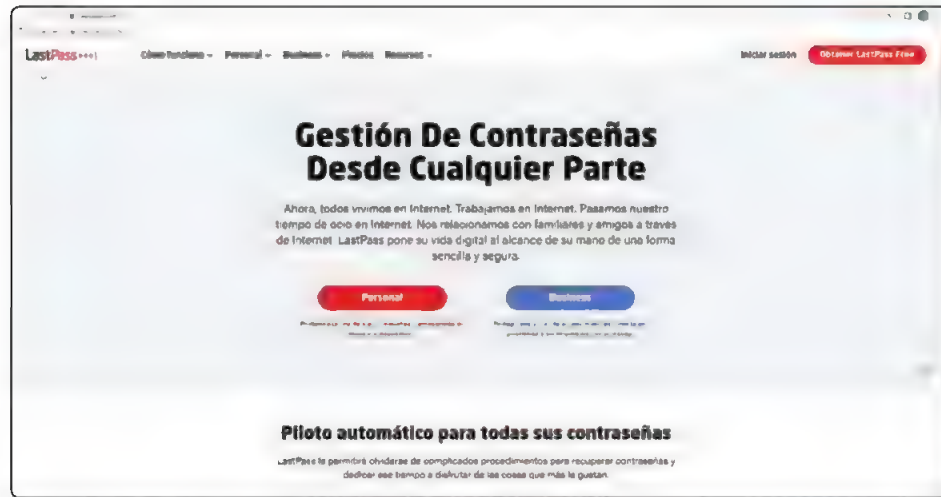 LastPass
Cómo funciona Personal Business Precios Recursos
Iniciar sesión Obtener LastPass Free
Gestión De Contraseñas
Desde Cualquier Parte
Ahora, todos vivimos en Internet. Trabajamos en Internet. Pasamos nuestro
tiempo de ocio en Internet. Nos relacionamos con familiares y amigos a través
de Internet. LastPass pone su vida digital al alcance de su mano de una forma
sencilla y segura.
Personal
Business
Piloto automático para todas sus contraseñas
LastPass le permitirá olvidarse de complicados procedimientos para recuperar contraseñas y
dedicar ese tiempo a disfrutar de las cosas que más le gustan.